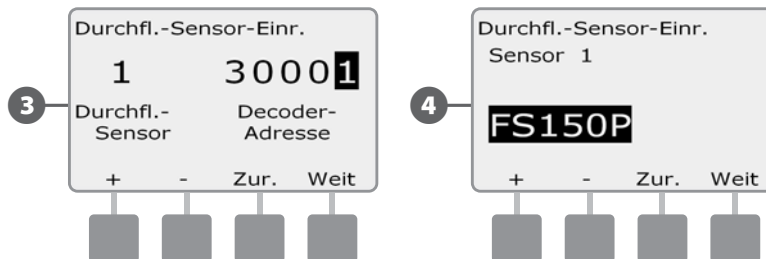 3
Durchfl.-Sensor-Einr.
1 30001
Durchfl.-Sensor Decoder-Adresse
+ - Zur. Weit
4
Durchfl.-Sensor-Einr.
Sensor 1
FS150P
+ - Zur. Weit